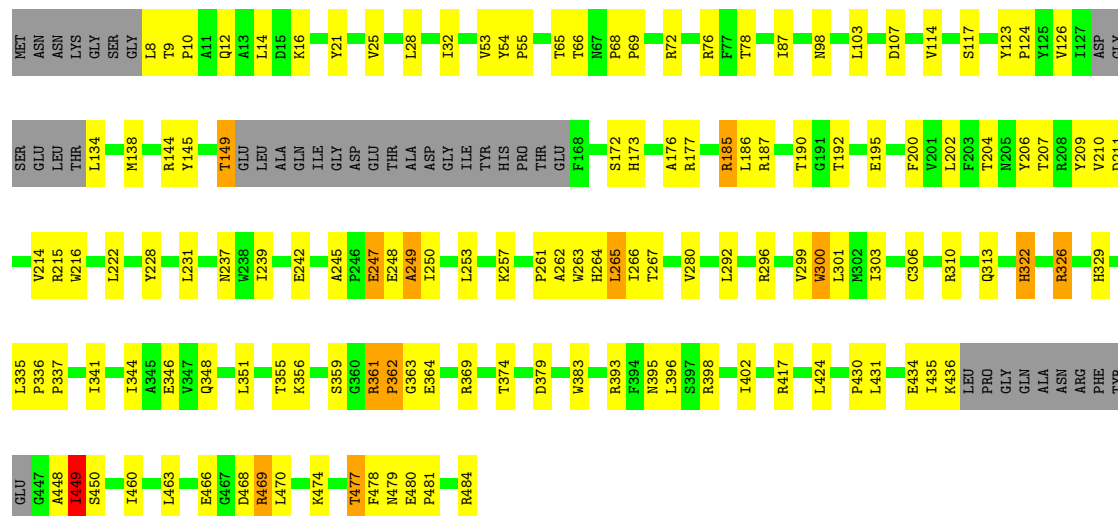 MET ASN ASN LYS GLY SER GLY L8 T9 P10 A11 Q12 A13 L14 D15 K16 Y21 V25 L28 I32 V53 Y54 P55 T65 T66 N67 P68 P69 R72 R76 F77 T78 I87 N98 L103 D107 V114 S117 Y123 P124 Y125 V126 I127 ASP GLY
SER GLU LEU THR L134 M138 R144 Y145 T149 GLU LEU ALA GLN ILE GLY ASP GLU THR ALA ASP GLY ILE TYR HIS PRO THR GLU F168 S172 H173 A176 R177 R185 L186 R187 T190 G191 T192 E195 F200 V201 L202 F203 T204 N205 Y206 T207 R208 Y209 V210
V214 R215 W216 L222 Y228 L231 N237 W238 I239 E242 A245 P246 E247 E248 A249 I250 L253 K257 P261 A262 W263 H264 L265 I266 T267 V280 L292 R296 V299 W300 L301 M302 I303 C306 R310 Q313 H322 R326 H329
L335 P336 P337 I341 I344 A345 E346 V347 Q348 L351 T355 K356 S359 G360 R361 P362 G363 E364 R369 T374 D379 W383 R393 F394 N395 L396 S397 R398 I402 R417 L424 G430 L431 E434 I435 K436 LEU PRO GLY GLN ALA ASN ARG PHE TYR
GLU G447 A448 I449 S450 I460 L463 E466 G467 D468 R469 L470 K474 T477 F478 N479 E480 P481 R484